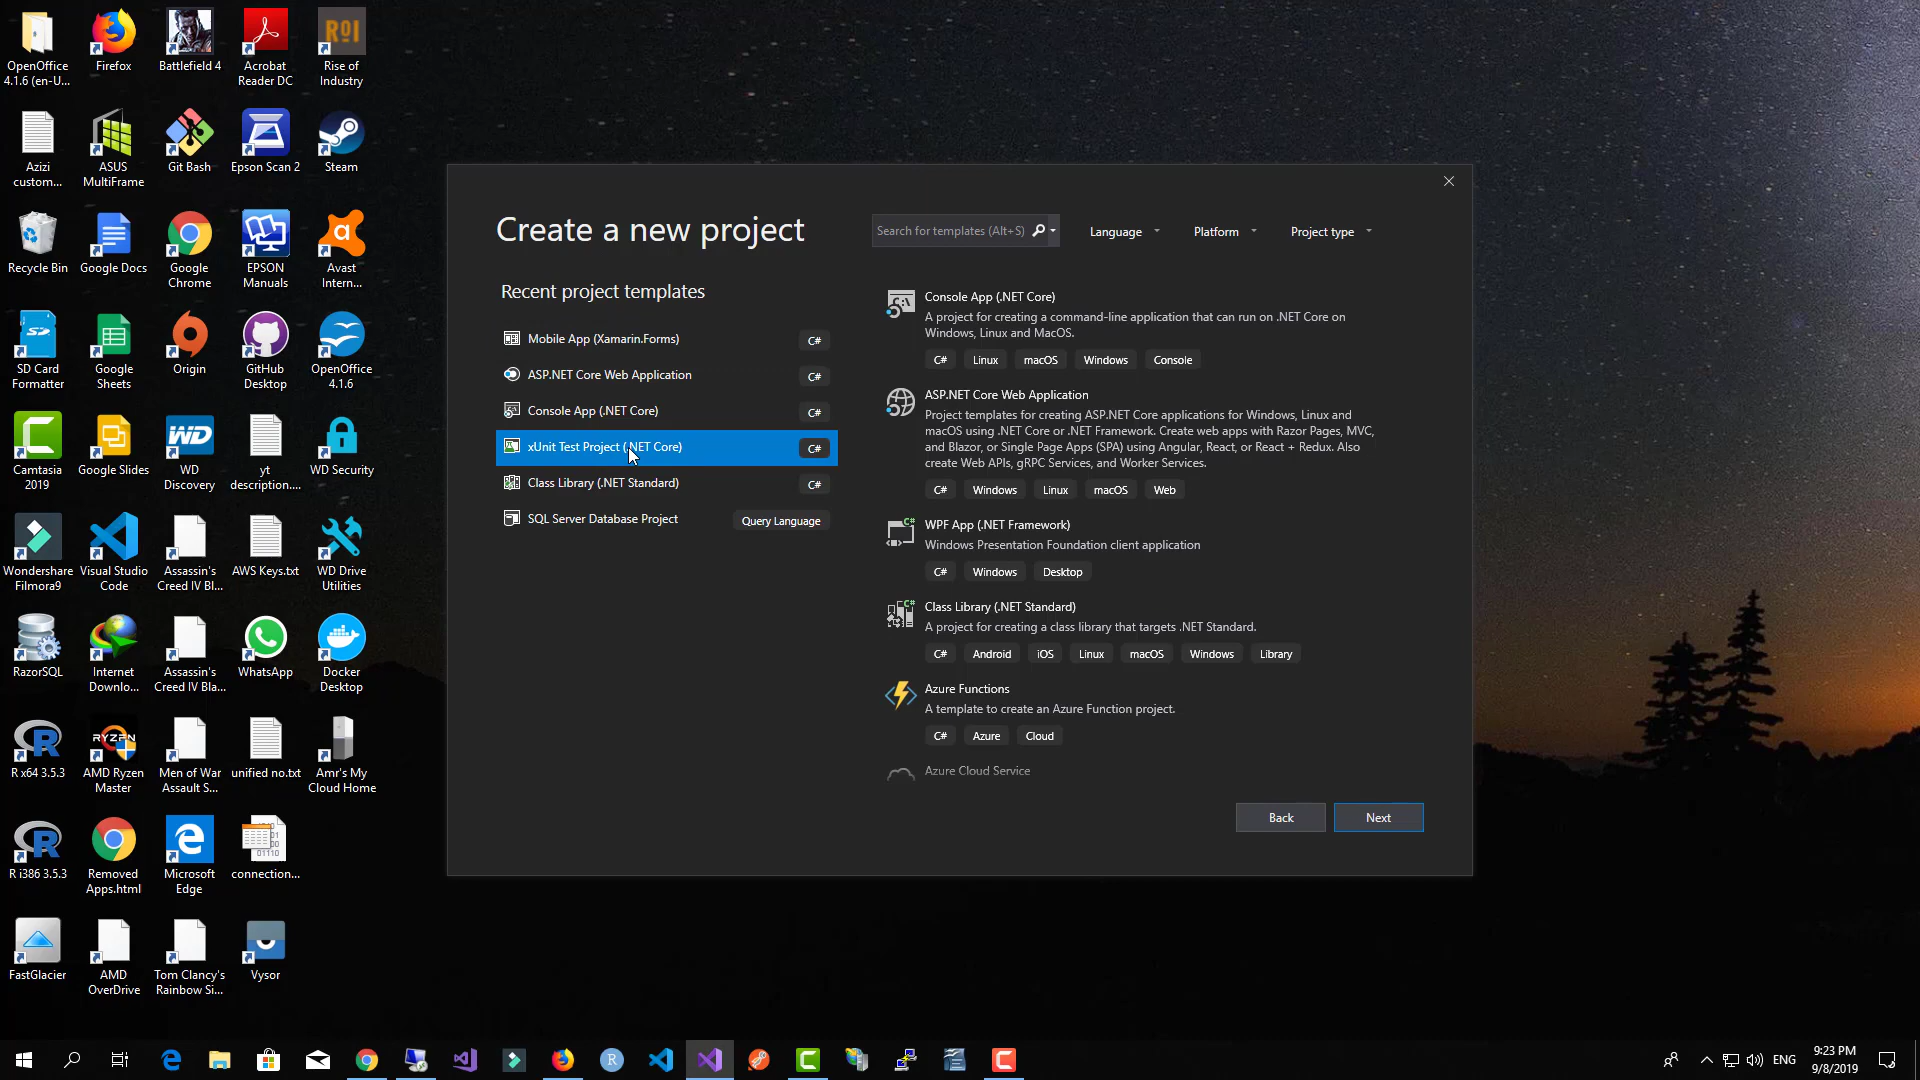 OpenOffice
4.1.6 (en-U...
Firefox
Battlefield 4
Acrobat
Reader DC
ROI
Rise of
Industry
Azizi
custom...
ASUS
MultiFrame
Git Bash
Epson Scan 2
Steam
Recycle Bin
Google Docs
Google
Chrome
EPSON
Manuals
Avast
Intern...
SD Card
Formatter
Google
Sheets
Origin
GitHub
Desktop
OpenOffice
4.1.6
Camtasia
2019
Google Slides
WD
WD
Discovery
yt
description....
WD Security
Wondershare
Filmora9
Visual Studio
Code
Assassin's
Creed IV Bl...
AWS Keys.txt
WD Drive
Utilities
RazorSQL
Internet
Downlo...
Assassin's
Creed IV Bla...
WhatsApp
Docker
Desktop
R x64 3.5.3
RYZEN
AMD Ryzen
Master
Men of War
Assault S...
unified no.txt
Amr's My
Cloud Home
R i386 3.5.3
Removed
Apps.html
Microsoft
Edge
connection...
FastGlacier
AMD
OverDrive
Tom Clancy's
Rainbow Si...
Vysor
Create a new project
Search for templates (Alt+S)
Language
Platform
Project type
Recent project templates
Mobile App (Xamarin.Forms) C#
ASP.NET Core Web Application C#
Console App (.NET Core) C#
xUnit Test Project (.NET Core) C#
Class Library (.NET Standard) C#
SQL Server Database Project Query Language
Console App (.NET Core)
A project for creating a command-line application that can run on .NET Core on
Windows, Linux and MacOS.
C# Linux macOS Windows Console
ASP.NET Core Web Application
Project templates for creating ASP.NET Core applications for Windows, Linux and
macOS using .NET Core or .NET Framework. Create web apps with Razor Pages, MVC,
and Blazor, or Single Page Apps (SPA) using Angular, React, or React + Redux. Also
create Web APIs, gRPC Services, and Worker Services.
C# Windows Linux macOS Web
WPF App (.NET Framework)
Windows Presentation Foundation client application
C# Windows Desktop
Class Library (.NET Standard)
A project for creating a class library that targets .NET Standard.
C# Android iOS Linux macOS Windows Library
Azure Functions
A template to create an Azure Function project.
C# Azure Cloud
Azure Cloud Service
Back
Next
ENG
9:23 PM
9/8/2019